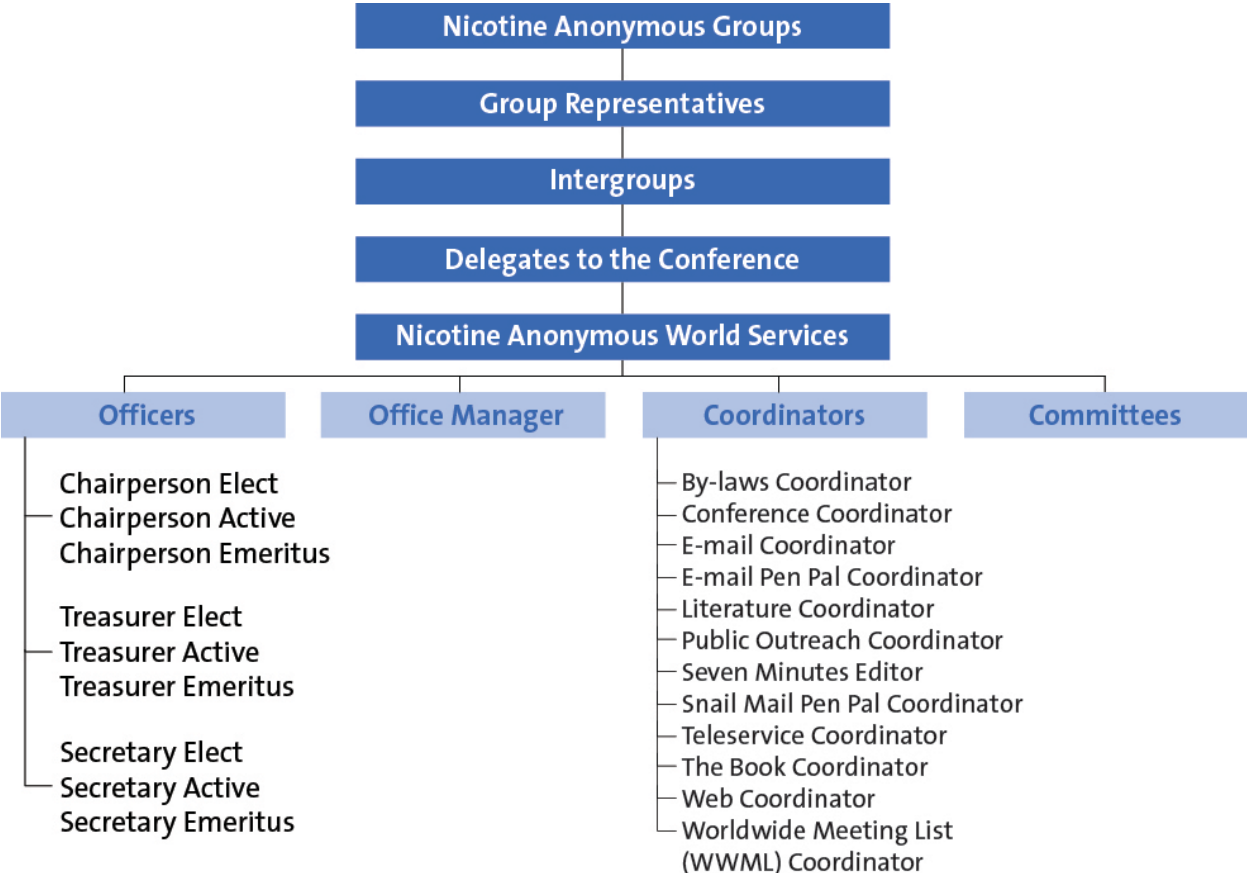 Nicotine Anonymous Groups
Group Representatives
Intergroups
Delegates to the Conference
Nicotine Anonymous World Services
Officers
Office Manager
Coordinators
Committees
Chairperson Elect
Chairperson Active
Chairperson Emeritus
Treasurer Elect
Treasurer Active
Treasurer Emeritus
Secretary Elect
Secretary Active
Secretary Emeritus
By-laws Coordinator
Conference Coordinator
E-mail Coordinator
E-mail Pen Pal Coordinator
Literature Coordinator
Public Outreach Coordinator
Seven Minutes Editor
Snail Mail Pen Pal Coordinator
Teleservice Coordinator
The Book Coordinator
Web Coordinator
Worldwide Meeting List
(WWML) Coordinator